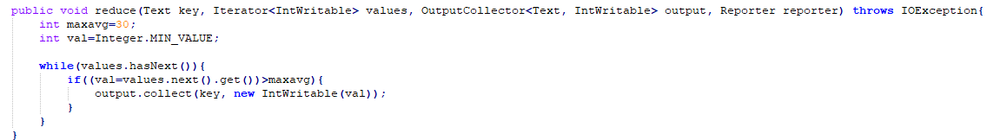 public void reduce(Text key, Iterator<IntWritable> values, OutputCollector<Text, IntWritable> output, Reporter reporter) throws IOException{
    int maxavg=30;
    int val=Integer.MIN_VALUE;

    while(values.hasNext()){
        if((val=values.next().get())>maxavg){
            output.collect(key, new IntWritable(val));
        }
    }
}